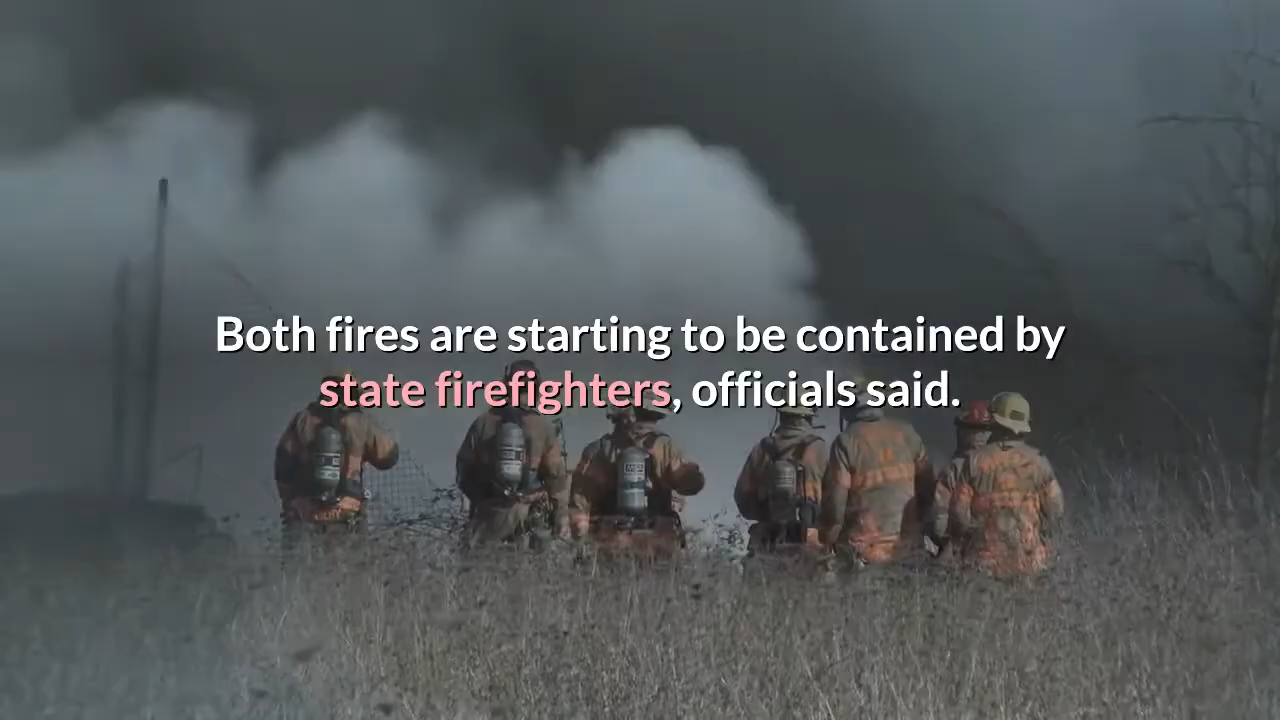 Both fires are starting to be contained by
state firefighters, officials said.